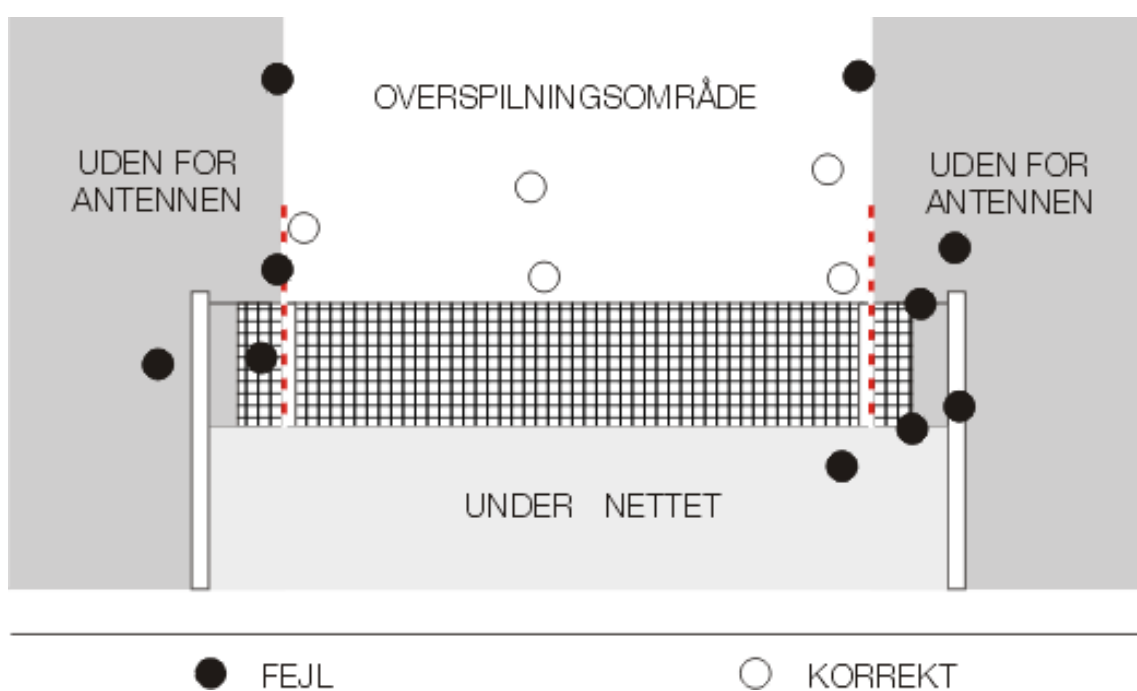 OVERSPILNINGSOMRÅDE
UDEN FOR
ANTENNEN
UDEN FOR
ANTENNEN
UNDER NETTET
FEJL
KORREKT